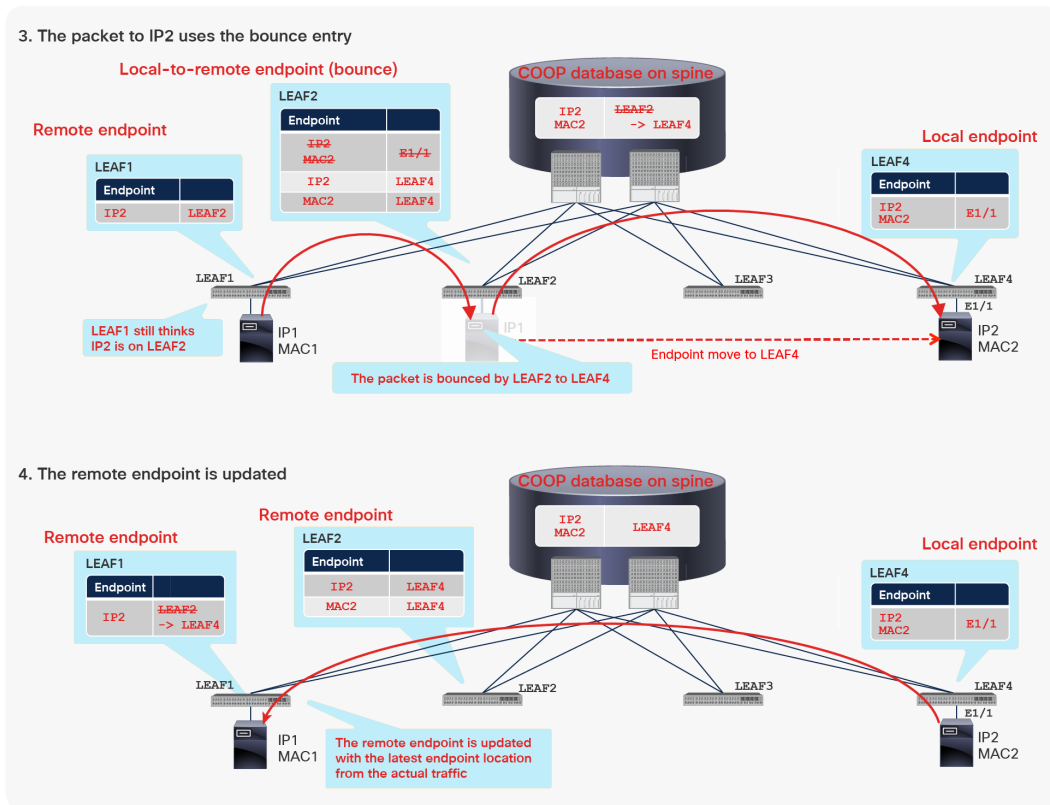 3. The packet to IP2 uses the bounce entry
Local-to-remote endpoint (bounce)
COOP database on spine
LEAF2
Endpoint
IP2
MAC2
E1/1
IP2 LEAF4
MAC2 LEAF4
IP2
MAC2
LEAF2
-> LEAF4
Remote endpoint
LEAF1
Endpoint
IP2 LEAF2
Local endpoint
LEAF4
Endpoint
IP2
MAC2
E1/1
LEAF1
LEAF2
LEAF3
LEAF4
E1/1
LEAF1 still thinks
IP2 is on LEAF2
IP1
MAC1
IP1
IP2
MAC2
Endpoint move to LEAF4
The packet is bounced by LEAF2 to LEAF4
4. The remote endpoint is updated
COOP database on spine
IP2
MAC2
LEAF4
Remote endpoint
LEAF1
Endpoint
IP2
LEAF2
-> LEAF4
Remote endpoint
LEAF2
Endpoint
IP2 LEAF4
MAC2 LEAF4
Local endpoint
LEAF4
Endpoint
IP2
MAC2
E1/1
LEAF1
LEAF2
LEAF3
LEAF4
E1/1
IP1
MAC1
IP2
MAC2
The remote endpoint is updated
with the latest endpoint location
from the actual traffic